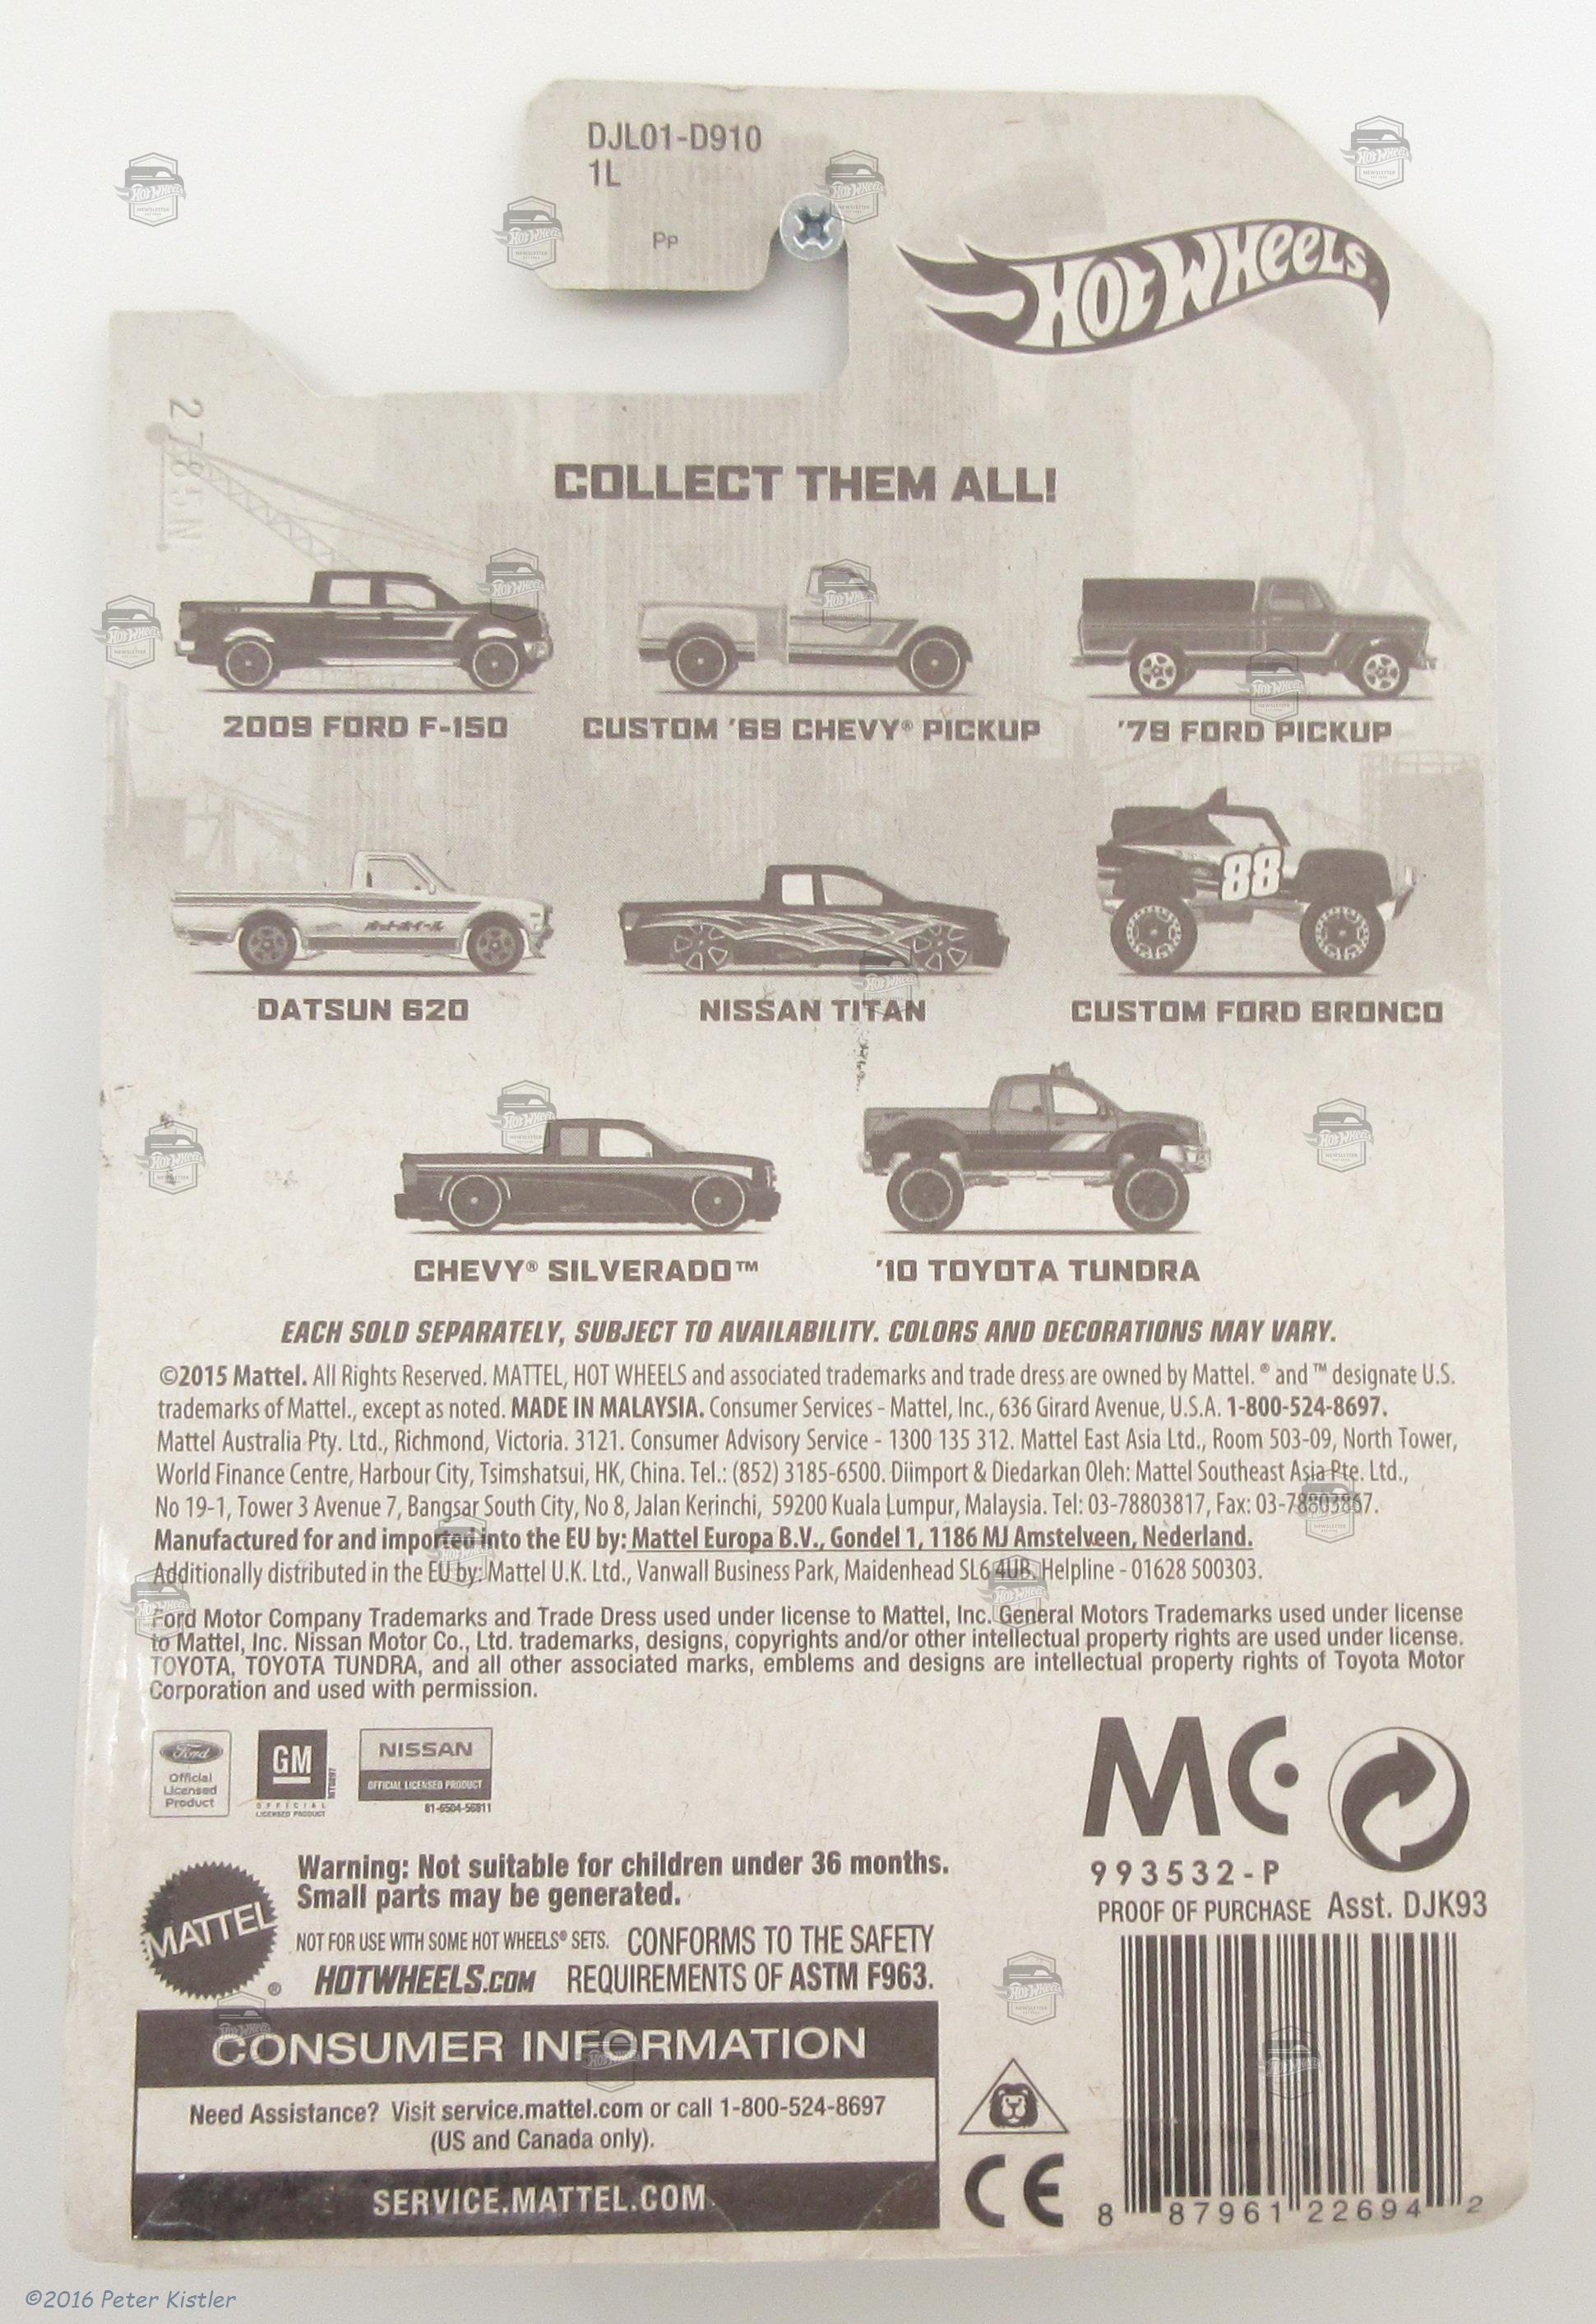 DJL01-D910
1L
Pp
HOT WHEELS
2785N
COLLECT THEM ALL!
2009 FORD F-150
CUSTOM '69 CHEVY® PICKUP
'79 FORD PICKUP
88
ホットホイール
DATSUN 620
NISSAN TITAN
CUSTOM FORD BRONCO
CHEVY® SILVERADO™
'10 TOYOTA TUNDRA
EACH SOLD SEPARATELY, SUBJECT TO AVAILABILITY. COLORS AND DECORATIONS MAY VARY.
©2015 Mattel. All Rights Reserved. MATTEL, HOT WHEELS and associated trademarks and trade dress are owned by Mattel. ® and ™ designate U.S.
trademarks of Mattel., except as noted. MADE IN MALAYSIA. Consumer Services - Mattel, Inc., 636 Girard Avenue, U.S.A. 1-800-524-8697.
Mattel Australia Pty. Ltd., Richmond, Victoria. 3121. Consumer Advisory Service - 1300 135 312. Mattel East Asia Ltd., Room 503-09, North Tower,
World Finance Centre, Harbour City, Tsimshatsui, HK, China. Tel.: (852) 3185-6500. Diimport & Diedarkan Oleh: Mattel Southeast Asia Pte. Ltd.,
No 19-1, Tower 3 Avenue 7, Bangsar South City, No 8, Jalan Kerinchi, 59200 Kuala Lumpur, Malaysia. Tel: 03-78803817, Fax: 03-78803867.
Manufactured for and imported into the EU by: Mattel Europa B.V., Gondel 1, 1186 MJ Amstelveen, Nederland.
Additionally distributed in the EU by: Mattel U.K. Ltd., Vanwall Business Park, Maidenhead SL6 4UB. Helpline - 01628 500303.
Ford Motor Company Trademarks and Trade Dress used under license to Mattel, Inc. General Motors Trademarks used under license
to Mattel, Inc. Nissan Motor Co., Ltd. trademarks, designs, copyrights and/or other intellectual property rights are used under license.
TOYOTA, TOYOTA TUNDRA, and all other associated marks, emblems and designs are intellectual property rights of Toyota Motor
Corporation and used with permission.
Ford
Official
Licensed
Product
GM
OFFICIAL
LICENSED PRODUCT
NISSAN
OFFICIAL LICENSED PRODUCT
81-6504-56811
MC
993532-P
PROOF OF PURCHASE Asst. DJK93
Warning: Not suitable for children under 36 months.
Small parts may be generated.
MATTEL®
NOT FOR USE WITH SOME HOT WHEELS® SETS. CONFORMS TO THE SAFETY
HOTWHEELS.COM REQUIREMENTS OF ASTM F963.
CONSUMER INFORMATION
Need Assistance? Visit service.mattel.com or call 1-800-524-8697
(US and Canada only).
SERVICE.MATTEL.COM
CE
8 87961 22694 2
©2016 Peter Kistler